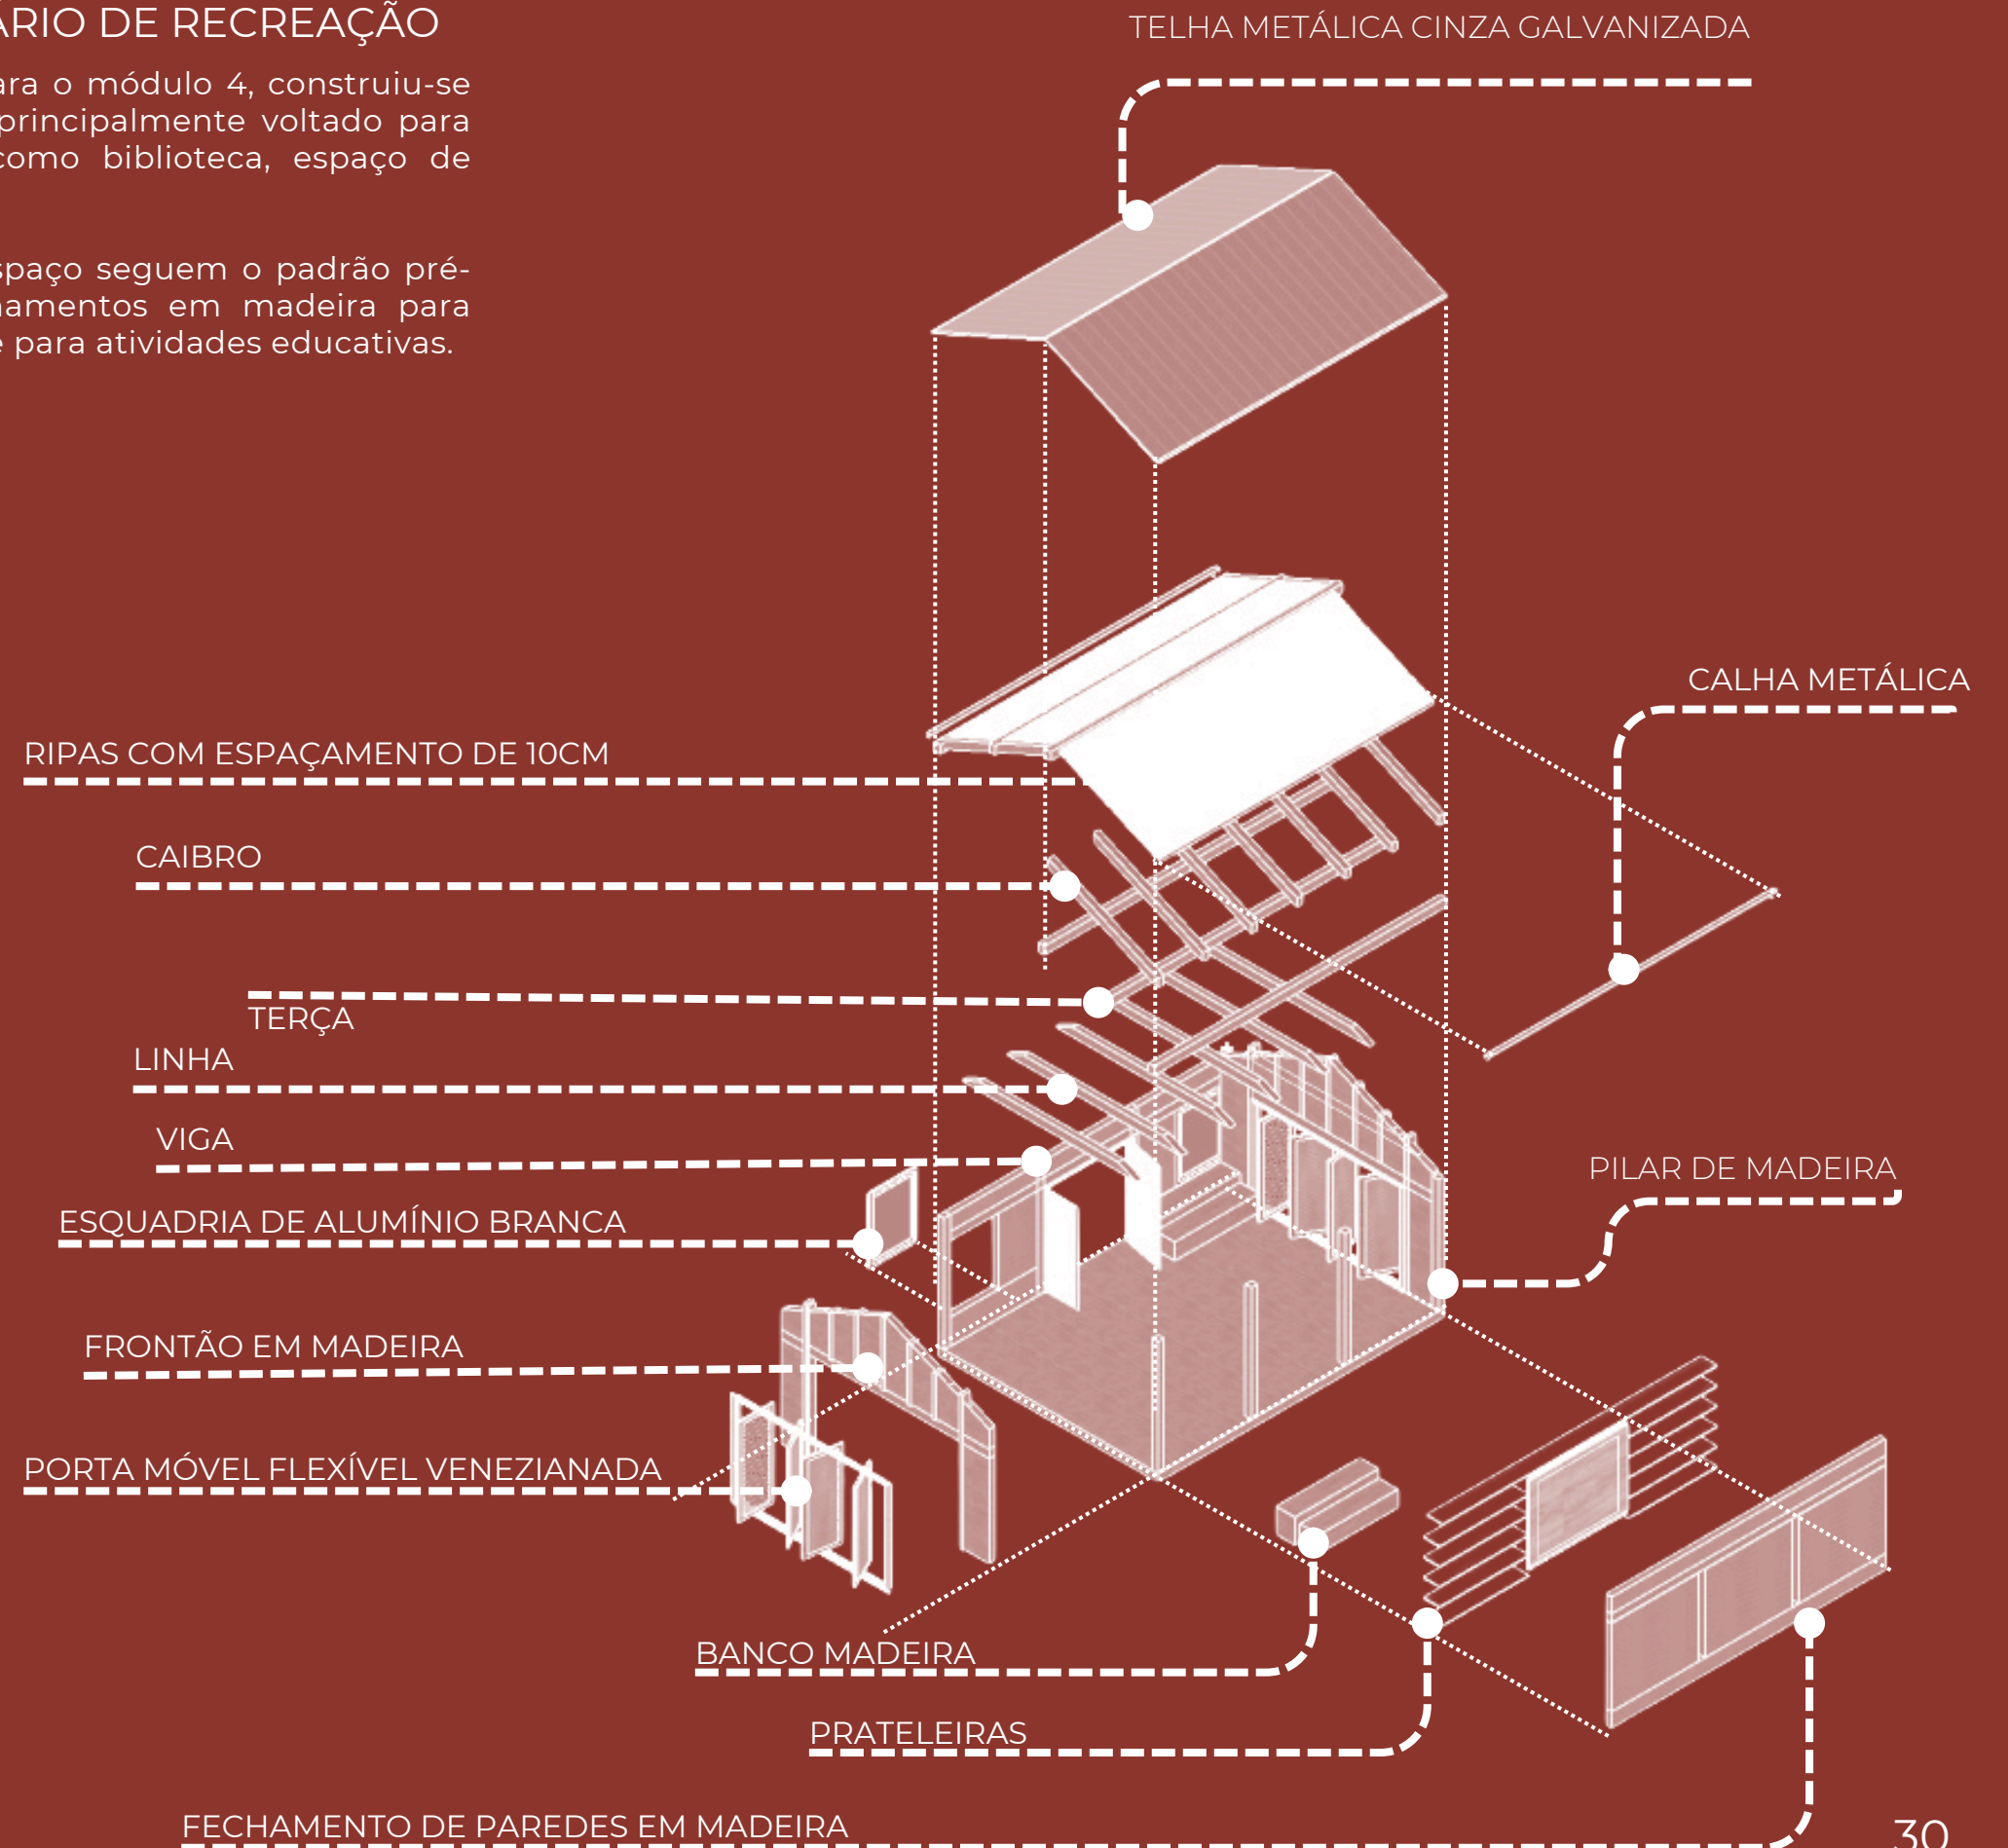 ÁRIO DE RECREAÇÃO
ara o módulo 4, construiu-se
principalmente voltado para
como biblioteca, espaço de
spaço seguem o padrão pré-
amentos em madeira para
e para atividades educativas.
TELHA METÁLICA CINZA GALVANIZADA
CALHA METÁLICA
RIPAS COM ESPAÇAMENTO DE 10CM
CAIBRO
TERÇA
LINHA
VIGA
PILAR DE MADEIRA
ESQUADRIA DE ALUMÍNIO BRANCA
FRONTÃO EM MADEIRA
PORTA MÓVEL FLEXÍVEL VENEZIANADA
BANCO MADEIRA
PRATELEIRAS
FECHAMENTO DE PAREDES EM MADEIRA
30